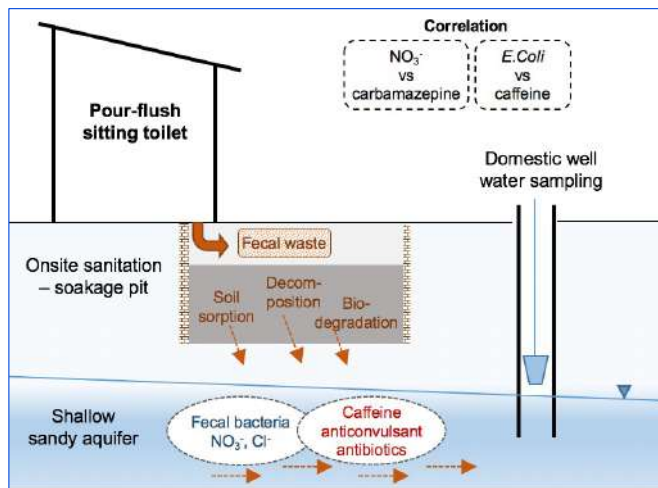 Correlation
NO₃⁻
vs
carbamazepine
E.Coli
vs
caffeine
Pour-flush
sitting toilet
Domestic well
water sampling
Fecal waste
Onsite sanitation
– soakage pit
Soil
sorption
Decom-
position
Bio-
degradation
Shallow
sandy aquifer
Fecal bacteria
NO₃⁻, Cl⁻
Caffeine
anticonvulsant
antibiotics